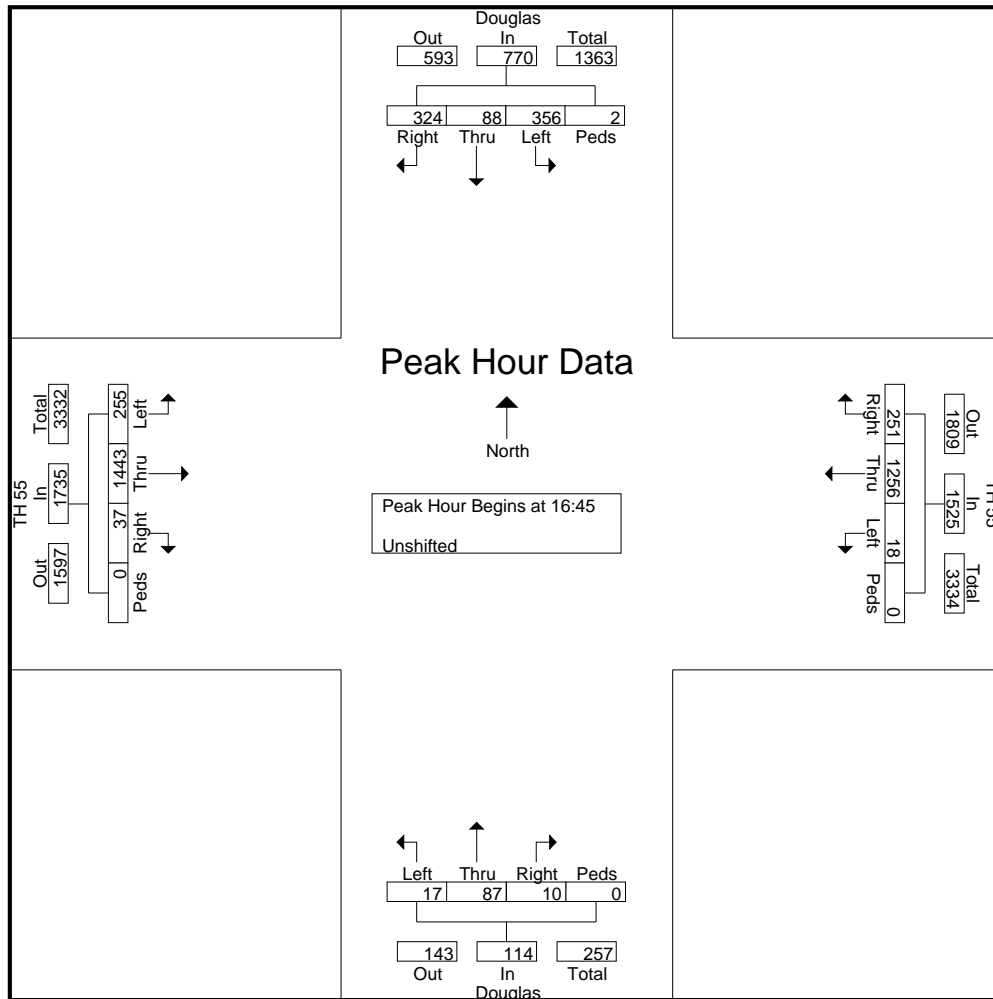 Douglas
Out In Total
593 770 1363
324 88 356 2
Right Thru Left Peds
Peak Hour Data
North
Peak Hour Begins at 16:45
Unshifted
TH 55
Out In Total
1597 1735 3332
0 37 1443 255
Peds Right Thru Left
TH 55
Out In Total
1809 1525 3334
251 1256 18 0
Right Thru Left Peds
Left Thru Right Peds
17 87 10 0
143 114 257
Out In Total
Douglas